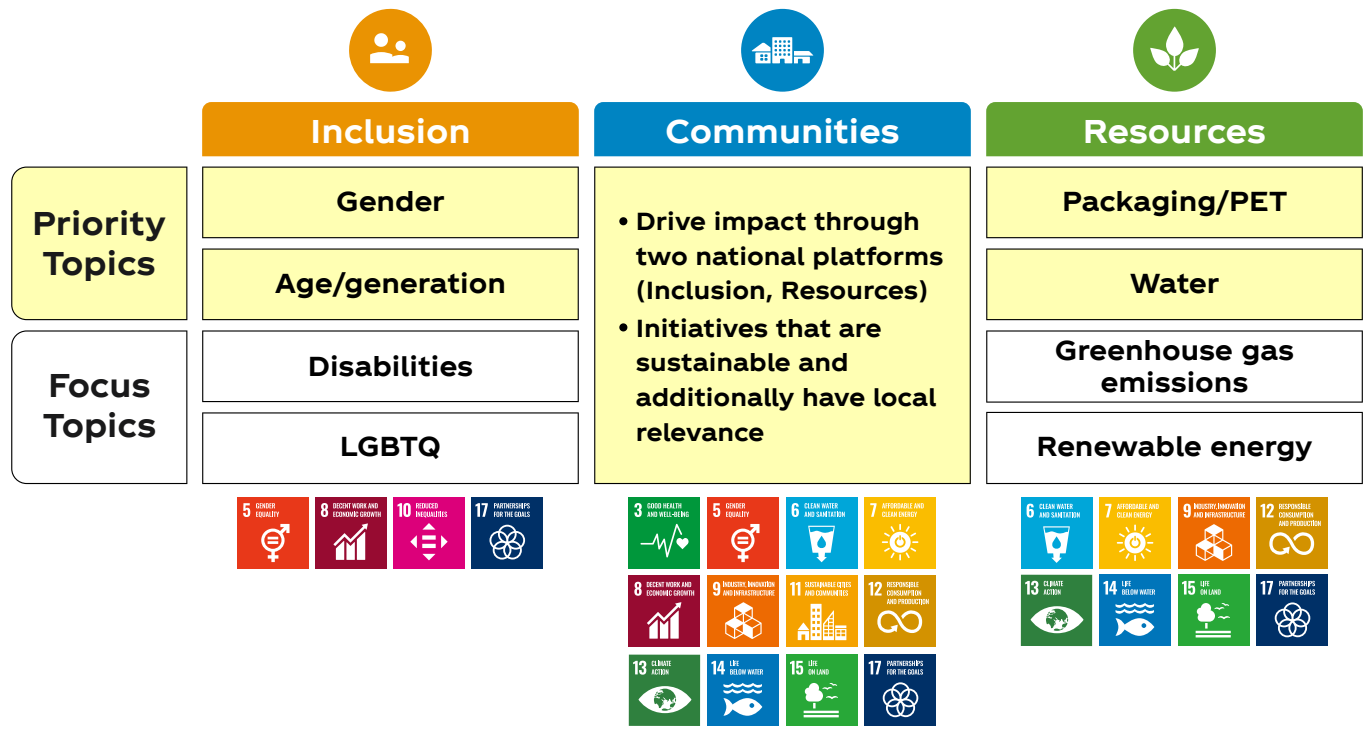 Inclusion
Communities
Resources
Priority
Topics
Gender
Age/generation
• Drive impact through
two national platforms
(Inclusion, Resources)
• Initiatives that are
sustainable and
additionally have local
relevance
Packaging/PET
Water
Focus
Topics
Disabilities
LGBTQ
Greenhouse gas
emissions
Renewable energy
5 GENDER
EQUALITY
8 DECENT WORK AND
ECONOMIC GROWTH
10 REDUCED
INEQUALITIES
17 PARTNERSHIPS
FOR THE GOALS
3 GOOD HEALTH
AND WELL-BEING
5 GENDER
EQUALITY
6 CLEAN WATER
AND SANITATION
7 AFFORDABLE AND
CLEAN ENERGY
8 DECENT WORK AND
ECONOMIC GROWTH
9 INDUSTRY, INNOVATION
AND INFRASTRUCTURE
11 SUSTAINABLE CITIES
AND COMMUNITIES
12 RESPONSIBLE
CONSUMPTION
AND PRODUCTION
13 CLIMATE
ACTION
14 LIFE
BELOW WATER
15 LIFE
ON LAND
17 PARTNERSHIPS
FOR THE GOALS
6 CLEAN WATER
AND SANITATION
7 AFFORDABLE AND
CLEAN ENERGY
9 INDUSTRY, INNOVATION
AND INFRASTRUCTURE
12 RESPONSIBLE
CONSUMPTION
AND PRODUCTION
13 CLIMATE
ACTION
14 LIFE
BELOW WATER
15 LIFE
ON LAND
17 PARTNERSHIPS
FOR THE GOALS